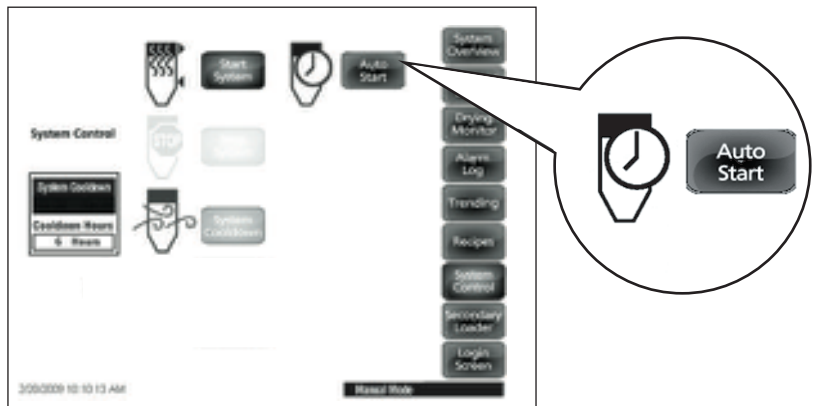 Start
System
Auto
Start
System Control
STOP
System Cooldown
Cooldown Hours
6 Hours
System
Cooldown
System
Overview
Drying
Monitor
Alarm
Log
Trending
Recipes
System
Control
Secondary
Loader
Login
Screen
2/20/2009 10:10:13 AM
Manual Mode
Auto
Start